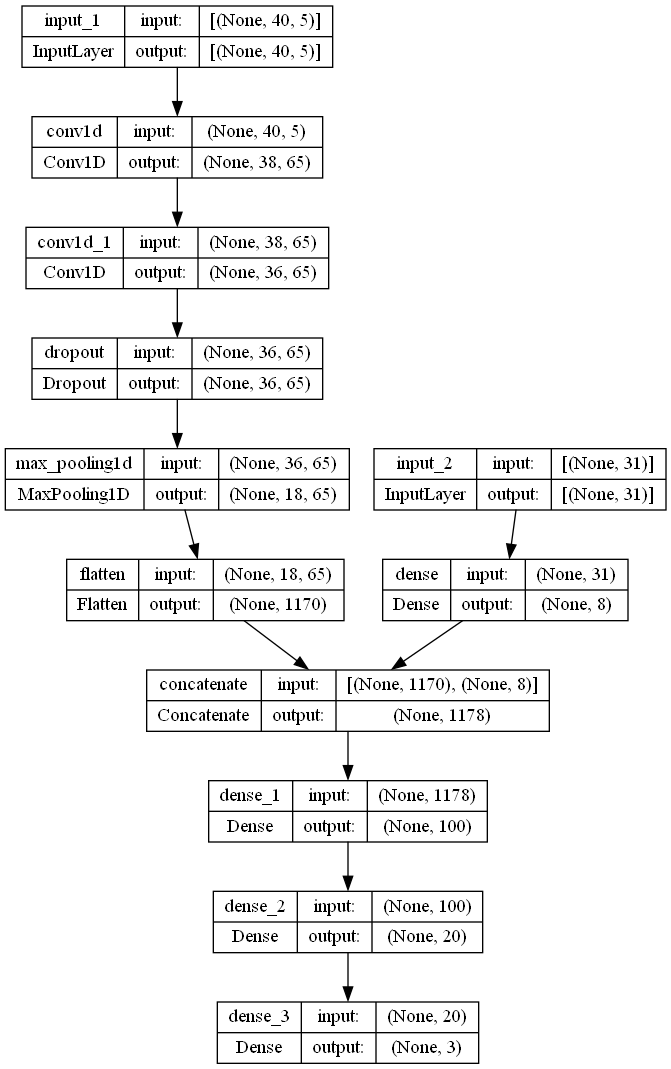 input_1 input: [(None, 40, 5)]
InputLayer output: [(None, 40, 5)]
conv1d input: (None, 40, 5)
Conv1D output: (None, 38, 65)
conv1d_1 input: (None, 38, 65)
Conv1D output: (None, 36, 65)
dropout input: (None, 36, 65)
Dropout output: (None, 36, 65)
max_pooling1d input: (None, 36, 65)
MaxPooling1D output: (None, 18, 65)
input_2 input: [(None, 31)]
InputLayer output: [(None, 31)]
flatten input: (None, 18, 65)
Flatten output: (None, 1170)
dense input: (None, 31)
Dense output: (None, 8)
concatenate input: [(None, 1170), (None, 8)]
Concatenate output: (None, 1178)
dense_1 input: (None, 1178)
Dense output: (None, 100)
dense_2 input: (None, 100)
Dense output: (None, 20)
dense_3 input: (None, 20)
Dense output: (None, 3)